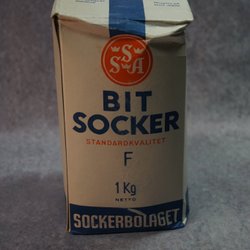 SSA
BIT
SOCKER
STANDARDKVALITET
F
1 Kg
NETTO
SOCKERBOLAGET